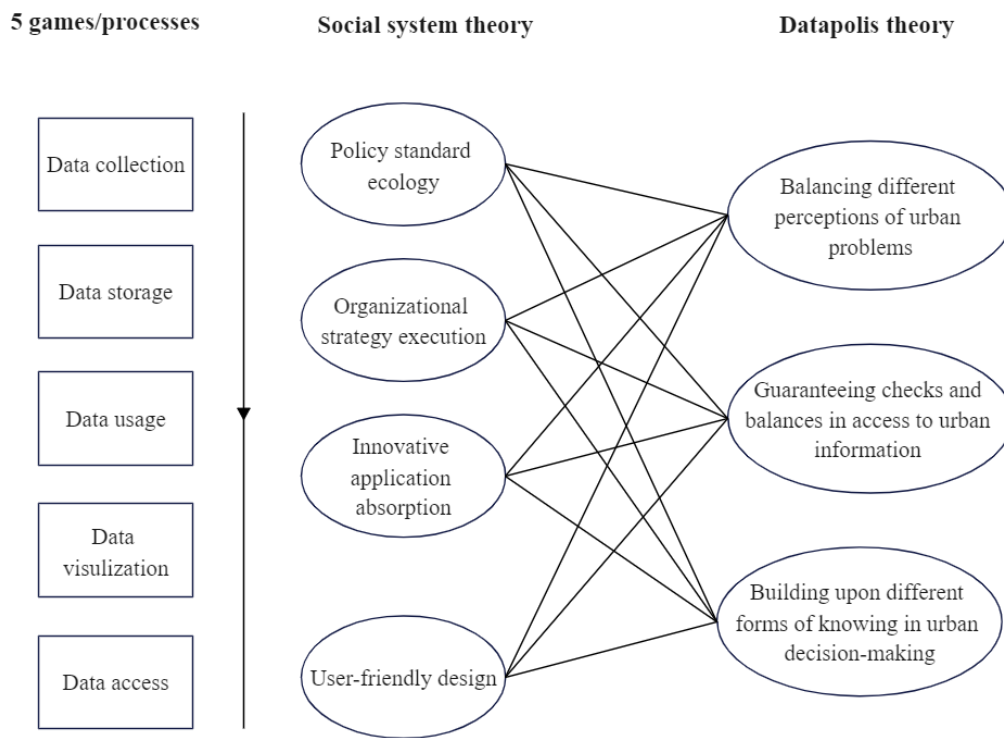 5 games/processes
Social system theory
Datapolis theory
Data collection
Data storage
Data usage
Data
visulization
Data access
Policy standard
ecology
Organizational
strategy execution
Innovative
application
absorption
User-friendly design
Balancing different
perceptions of urban
problems
Guaranteeing checks and
balances in access to urban
information
Building upon different
forms of knowing in urban
decision-making